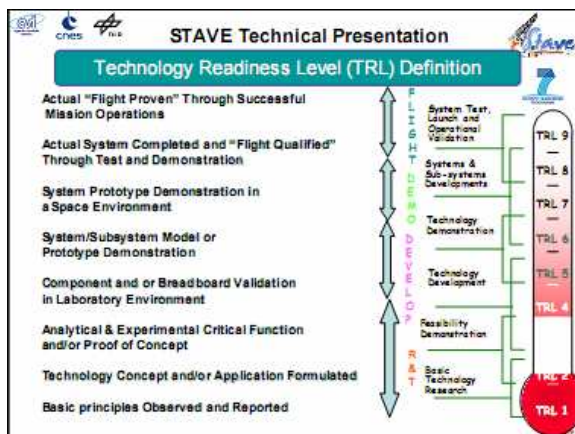 cnes
DLR
STAVE Technical Presentation
Stave
Technology Readiness Level (TRL) Definition
7
Actual “Flight Proven” Through Successful
Mission Operations
Actual System Completed and “Flight Qualified”
Through Test and Demonstration
System Prototype Demonstration in
a Space Environment
System/Subsystem Model or
Prototype Demonstration
Component and or Breadboard Validation
in Laboratory Environment
Analytical & Experimental Critical Function
and/or Proof of Concept
Technology Concept and/or Application Formulated
Basic principles Observed and Reported
FLIGHT
DEMO
DEVELOP
R&T
System Test,
Launch and
Operational
Validation
Systems &
Sub-systems
Developments
Technology
Demonstration
Technology
Development
Feasibility
Demonstration
Basic
Technology
Research
TRL 9
TRL 8
TRL 7
TRL 6
TRL 5
TRL 4
TRL 2
TRL 1